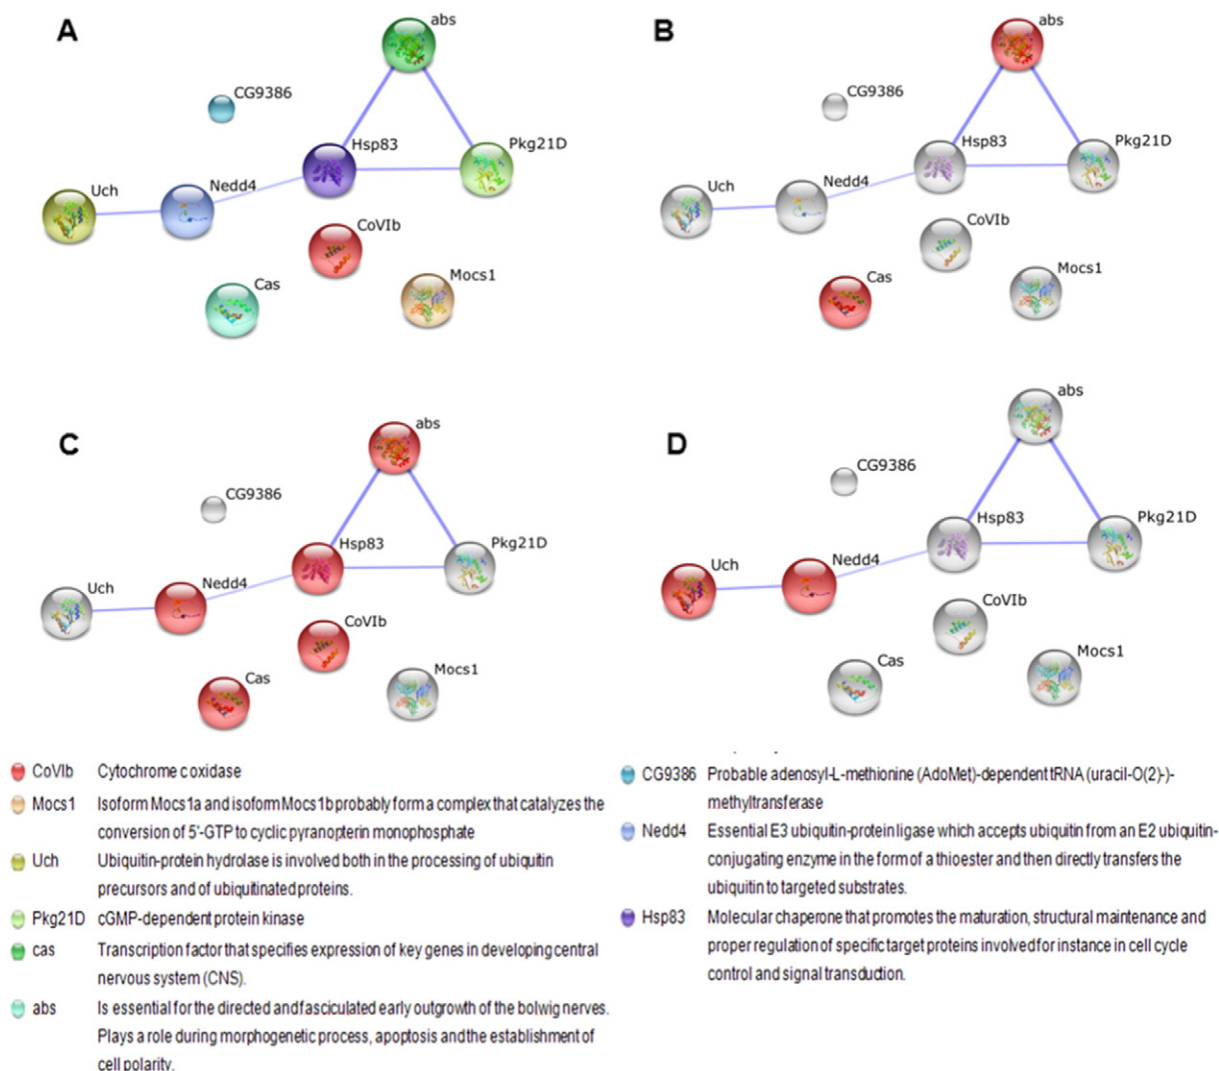 A
abs
CG9386
Hsp83
Pkg21D
Uch
Nedd4
CoVIb
Cas
Mocs1
B
abs
CG9386
Hsp83
Pkg21D
Uch
Nedd4
CoVIb
Cas
Mocs1
C
abs
CG9386
Hsp83
Pkg21D
Uch
Nedd4
CoVIb
Cas
Mocs1
D
abs
CG9386
Hsp83
Pkg21D
Uch
Nedd4
CoVIb
Cas
Mocs1
CoVIb Cytochrome c oxidase
Mocs1 Isoform Mocs1a and isoform Mocs1b probably form a complex that catalyzes the
conversion of 5'-GTP to cyclic pyranopterin monophosphate
Uch Ubiquitin-protein hydrolase is involved both in the processing of ubiquitin
precursors and of ubiquitinated proteins.
Pkg21D cGMP-dependent protein kinase
cas Transcription factor that specifies expression of key genes in developing central
nervous system (CNS).
abs Is essential for the directed and fasciculated early outgrowth of the bolwig nerves.
Plays a role during morphogenetic process, apoptosis and the establishment of
cell polarity.
CG9386 Probable adenosyl-L-methionine (AdoMet)-dependent tRNA (uracil-O(2)-)-
methyltransferase
Nedd4 Essential E3 ubiquitin-protein ligase which accepts ubiquitin from an E2 ubiquitin-
conjugating enzyme in the form of a thioester and then directly transfers the
ubiquitin to targeted substrates.
Hsp83 Molecular chaperone that promotes the maturation, structural maintenance and
proper regulation of specific target proteins involved for instance in cell cycle
control and signal transduction.